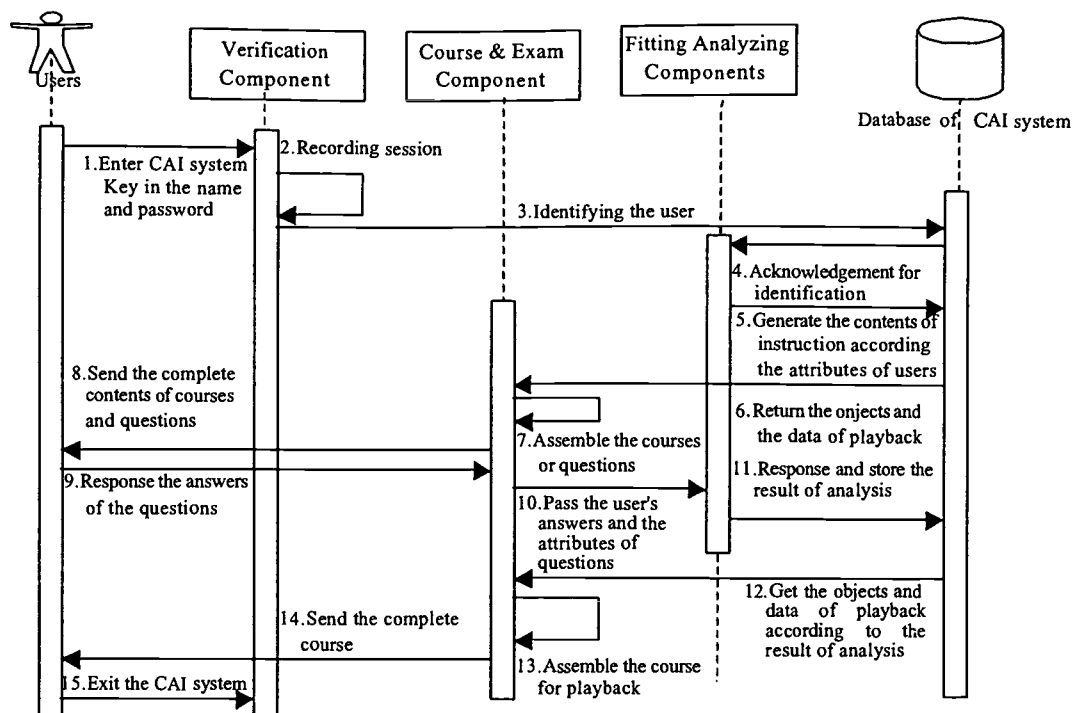 Users
Verification
Component
Course & Exam
Component
Fitting Analyzing
Components
Database of CAI system
1.Enter CAI system
Key in the name
and password
2.Recording session
3.Identifying the user
4.Acknowledgement for
identification
5.Generate the contents of
instruction according
the attributes of users
6.Return the onjects and
the data of playback
7.Assemble the courses
or questions
8.Send the complete
contents of courses
and questions
9.Response the answers
of the questions
10.Pass the user's
answers and the
attributes of
questions
11.Response and store the
result of analysis
12.Get the objects and
data of playback
according to the
result of analysis
13.Assemble the course
for playback
14.Send the complete
course
15.Exit the CAI system